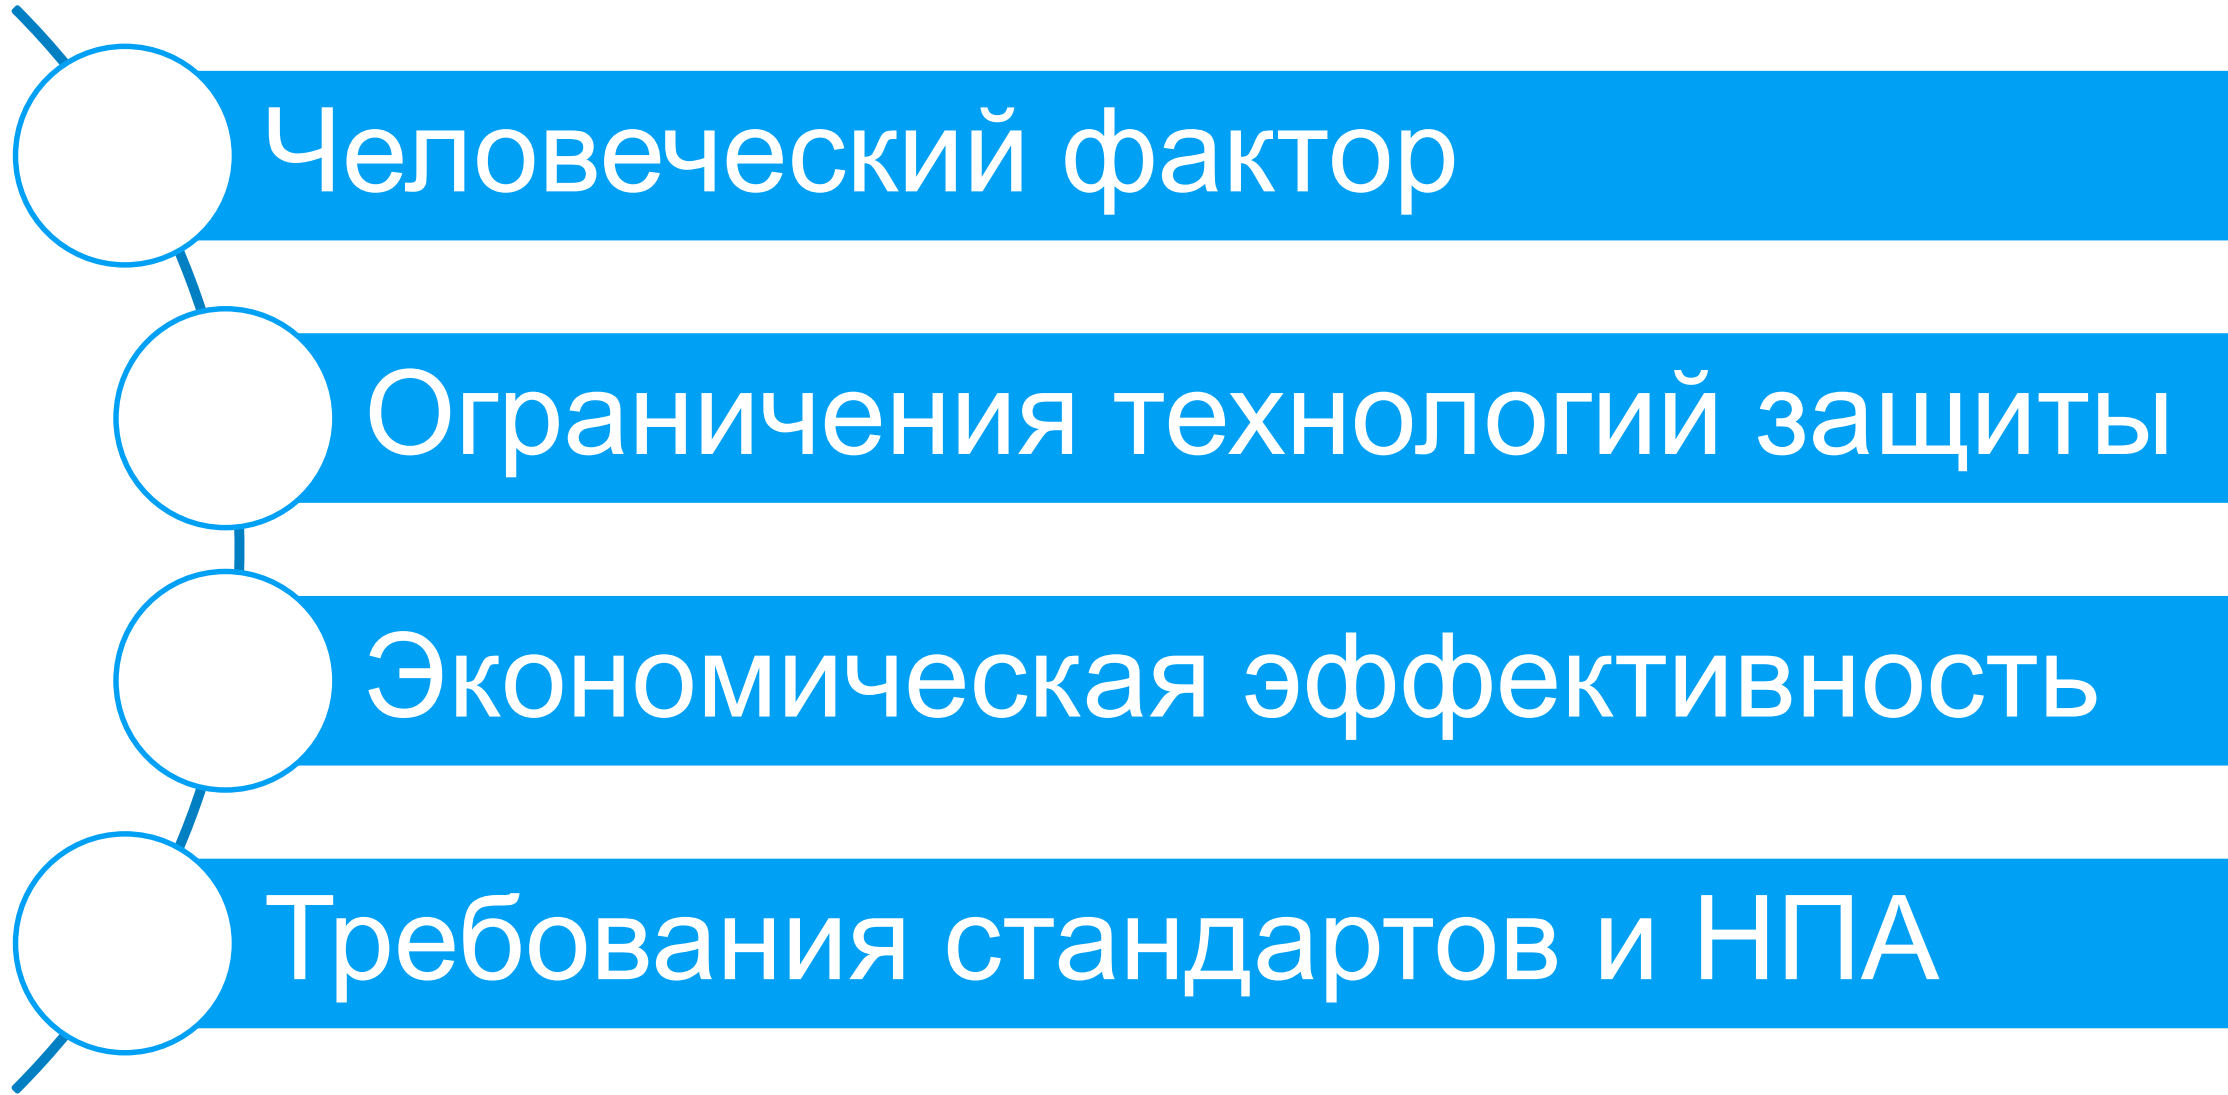 Человеческий фактор
Ограничения технологий защиты
Экономическая эффективность
Требования стандартов и НПА